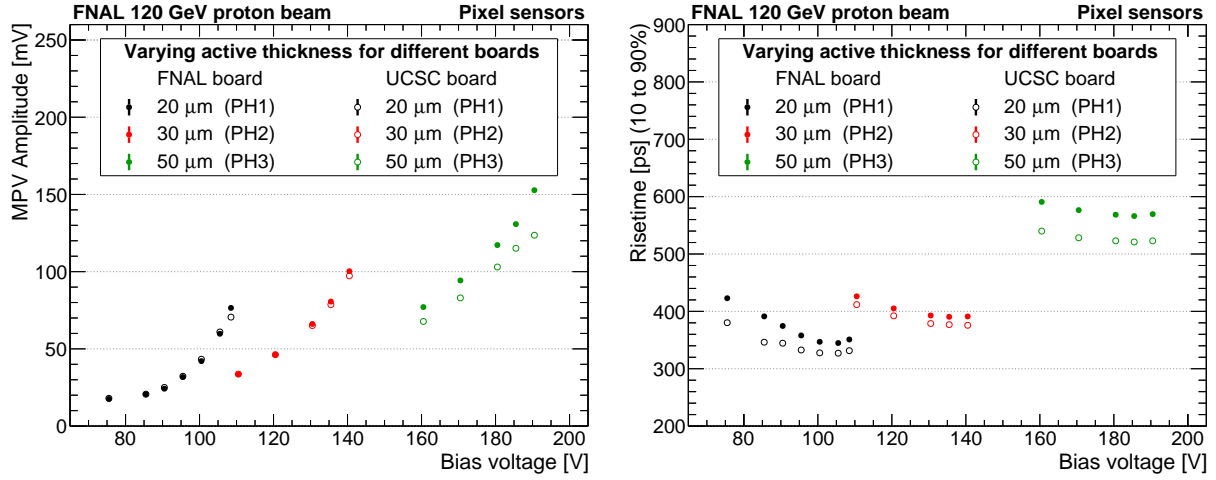 FNAL 120 GeV proton beam Pixel sensors
Varying active thickness for different boards
FNAL board UCSC board
20 μm (PH1) 20 μm (PH1)
30 μm (PH2) 30 μm (PH2)
50 μm (PH3) 50 μm (PH3)
MPV Amplitude [mV]
250
200
150
100
50
0
80 100 120 140 160 180 200
Bias voltage [V]
FNAL 120 GeV proton beam Pixel sensors
Varying active thickness for different boards
FNAL board UCSC board
20 μm (PH1) 20 μm (PH1)
30 μm (PH2) 30 μm (PH2)
50 μm (PH3) 50 μm (PH3)
Risetime [ps] (10 to 90%)
900
800
700
600
500
400
300
200
80 100 120 140 160 180 200
Bias voltage [V]